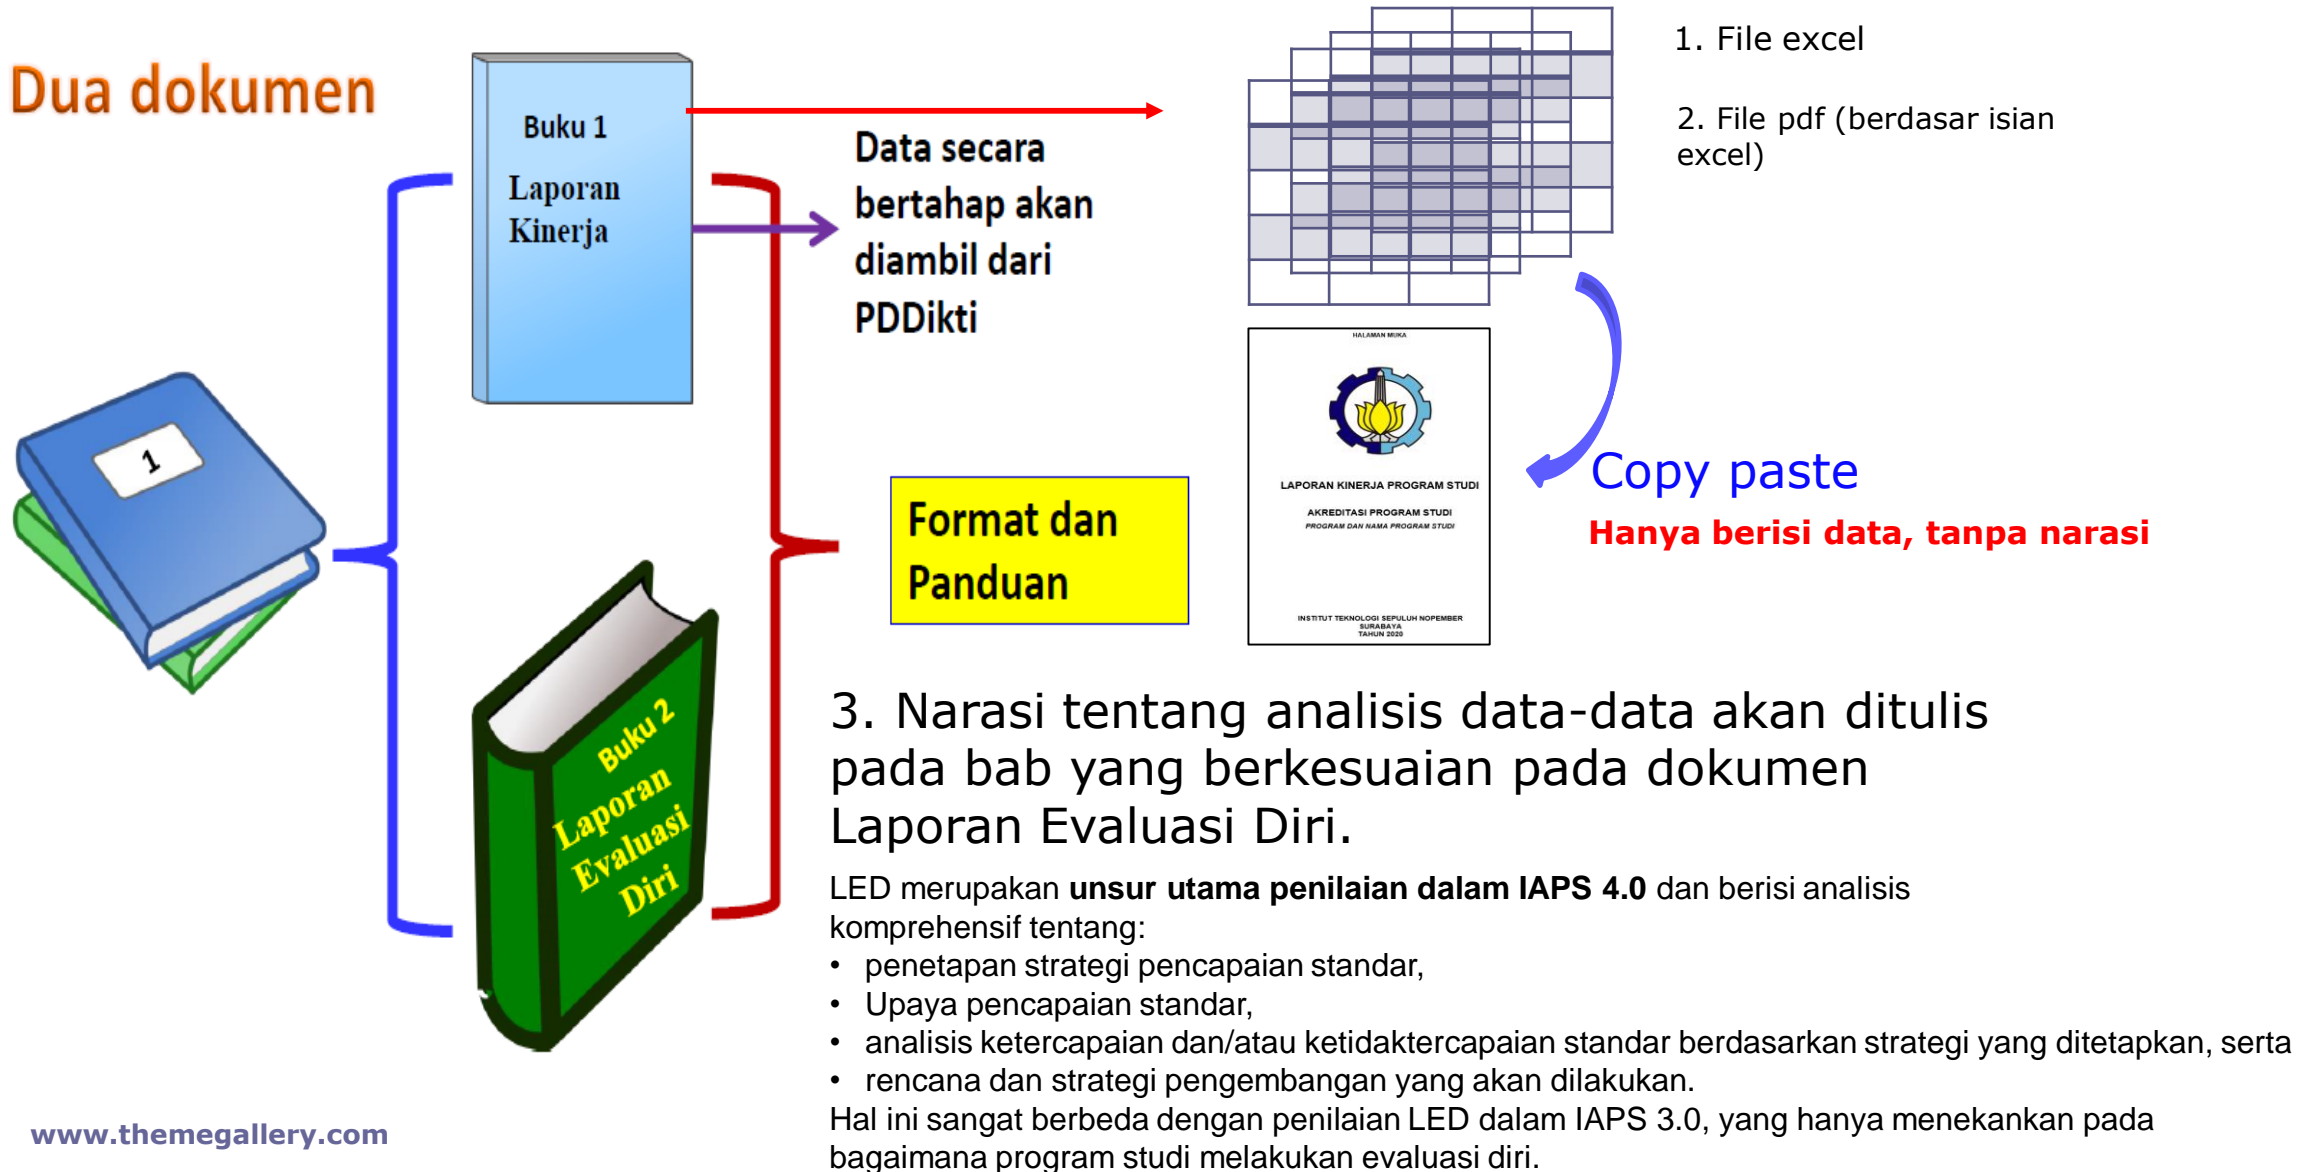 Dua dokumen
1
Buku 1
Laporan
Kinerja
Buku 2
Laporan
Evaluasi
Diri
Data secara
bertahap akan
diambil dari
PDDikti
Format dan
Panduan
1. File excel
2. File pdf (berdasar isian
excel)
HALAMAN MUKA
LAPORAN KINERJA PROGRAM STUDI
AKREDITASI PROGRAM STUDI
PROGRAM DAN NAMA PROGRAM STUDI
INSTITUT TEKNOLOGI SEPULUH NOPEMBER
SURABAYA
TAHUN 2020
Copy paste
Hanya berisi data, tanpa narasi
3. Narasi tentang analisis data-data akan ditulis
pada bab yang berkesuaian pada dokumen
Laporan Evaluasi Diri.
LED merupakan unsur utama penilaian dalam IAPS 4.0 dan berisi analisis
komprehensif tentang:
• penetapan strategi pencapaian standar,
• Upaya pencapaian standar,
• analisis ketercapaian dan/atau ketidaktercapaian standar berdasarkan strategi yang ditetapkan, serta
• rencana dan strategi pengembangan yang akan dilakukan.
Hal ini sangat berbeda dengan penilaian LED dalam IAPS 3.0, yang hanya menekankan pada
bagaimana program studi melakukan evaluasi diri.
www.themegallery.com